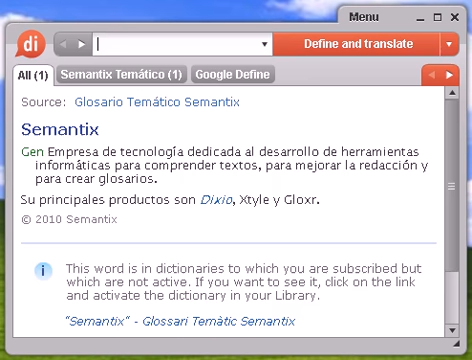 Menu
di
Define and translate
All (1)
Semantix Temático (1)
Google Define
Source: Glosario Temático Semantix
Semantix
Gen Empresa de tecnología dedicada al desarrollo de herramientas
informáticas para comprender textos, para mejorar la redacción y
para crear glosarios.
Su principales productos son Dixio, Xtyle y Gloxr.
© 2010 Semantix
i
This word is in dictionaries to which you are subscribed but
which are not active. If you want to see it, click on the link
and activate the dictionary in your Library.
"Semantix" - Glossari Temàtic Semantix